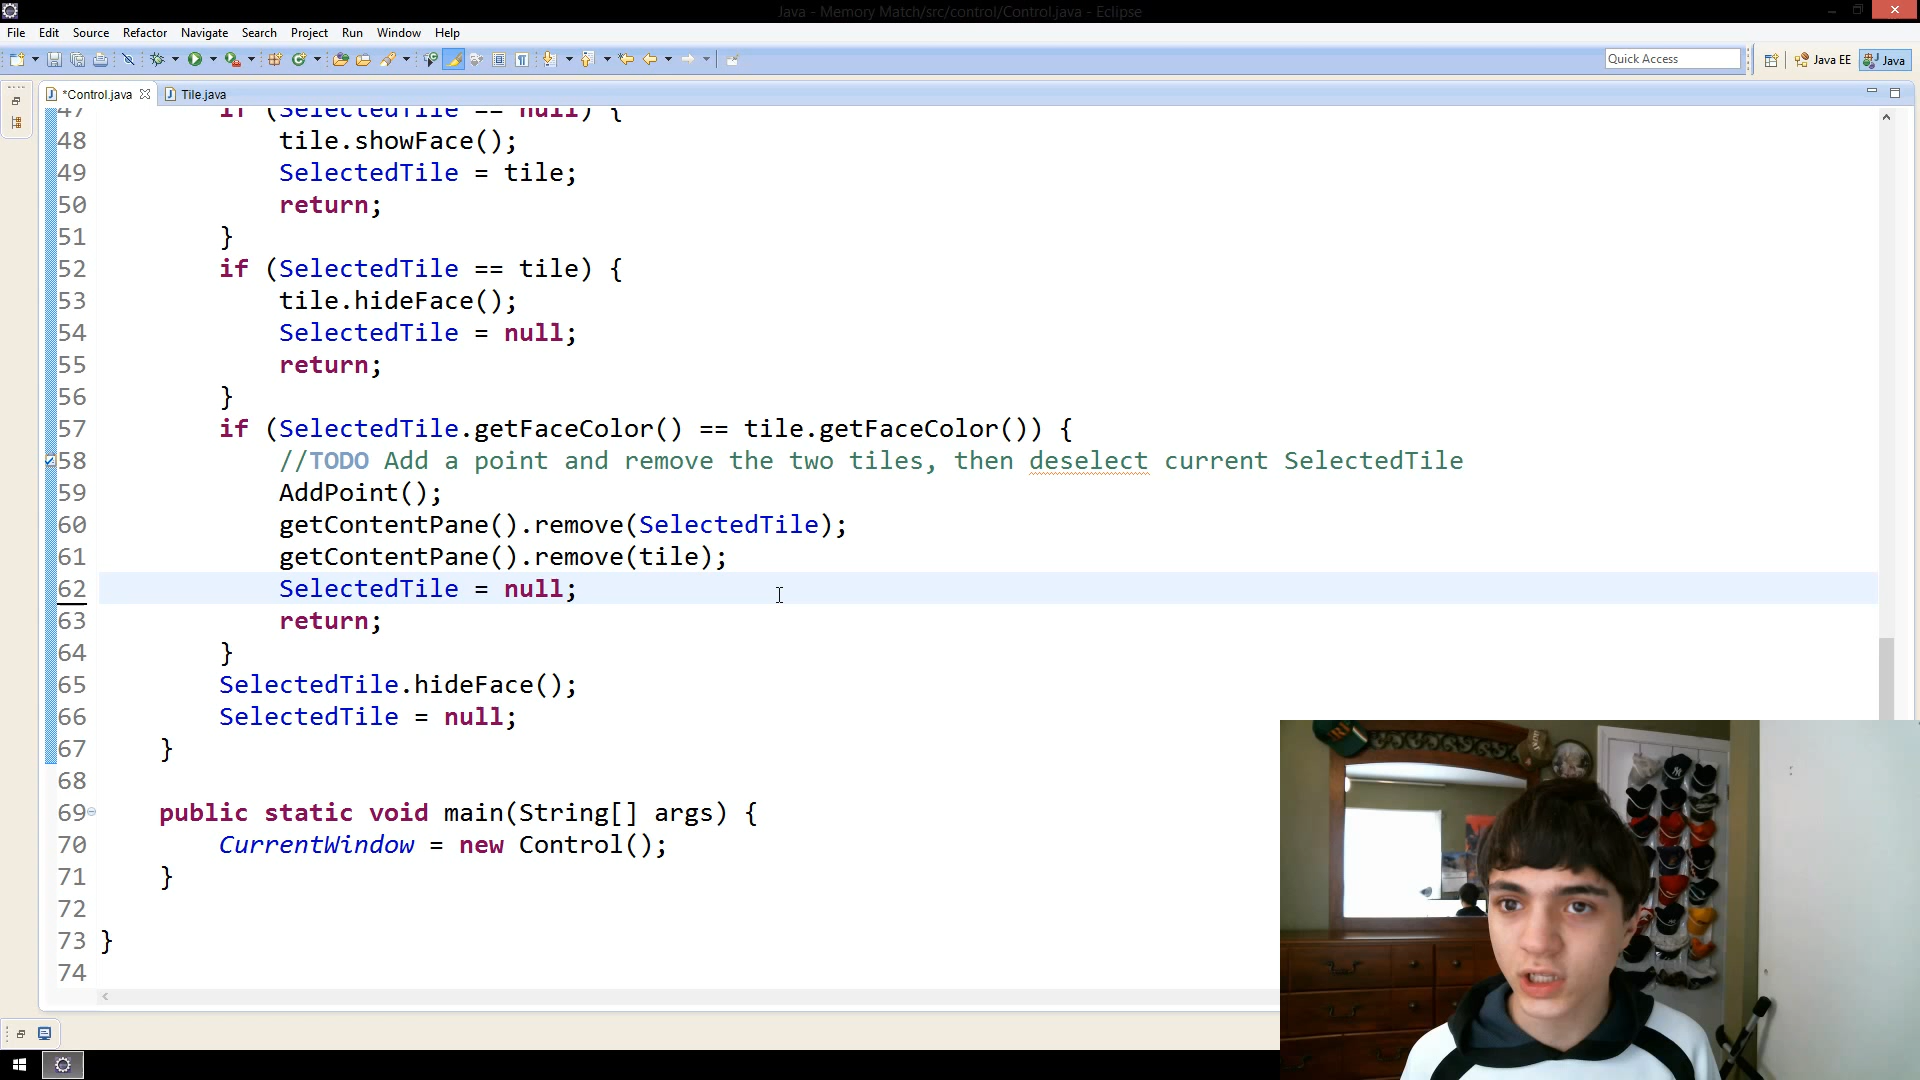 Java - Memory Match/src/control/Control.java - Eclipse
File Edit Source Refactor Navigate Search Project Run Window Help
Quick Access
Java EE
Java
*Control.java
Tile.java
47 if (SelectedTile == null) {
48 tile.showFace();
49 SelectedTile = tile;
50 return;
51 }
52 if (SelectedTile == tile) {
53 tile.hideFace();
54 SelectedTile = null;
55 return;
56 }
57 if (SelectedTile.getFaceColor() == tile.getFaceColor()) {
58 //TODO Add a point and remove the two tiles, then deselect current SelectedTile
59 AddPoint();
60 getContentPane().remove(SelectedTile);
61 getContentPane().remove(tile);
62 SelectedTile = null;
63 return;
64 }
65 SelectedTile.hideFace();
66 SelectedTile = null;
67 }
68
69 public static void main(String[] args) {
70 CurrentWindow = new Control();
71 }
72
73 }
74